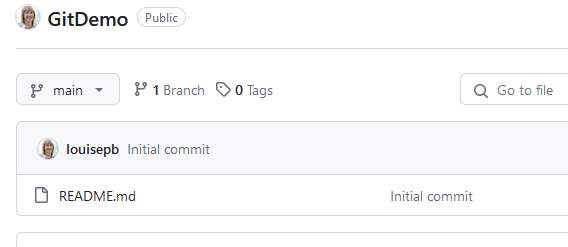 GitDemo Public
main 1 Branch 0 Tags Go to file
louisepb Initial commit
README.md Initial commit